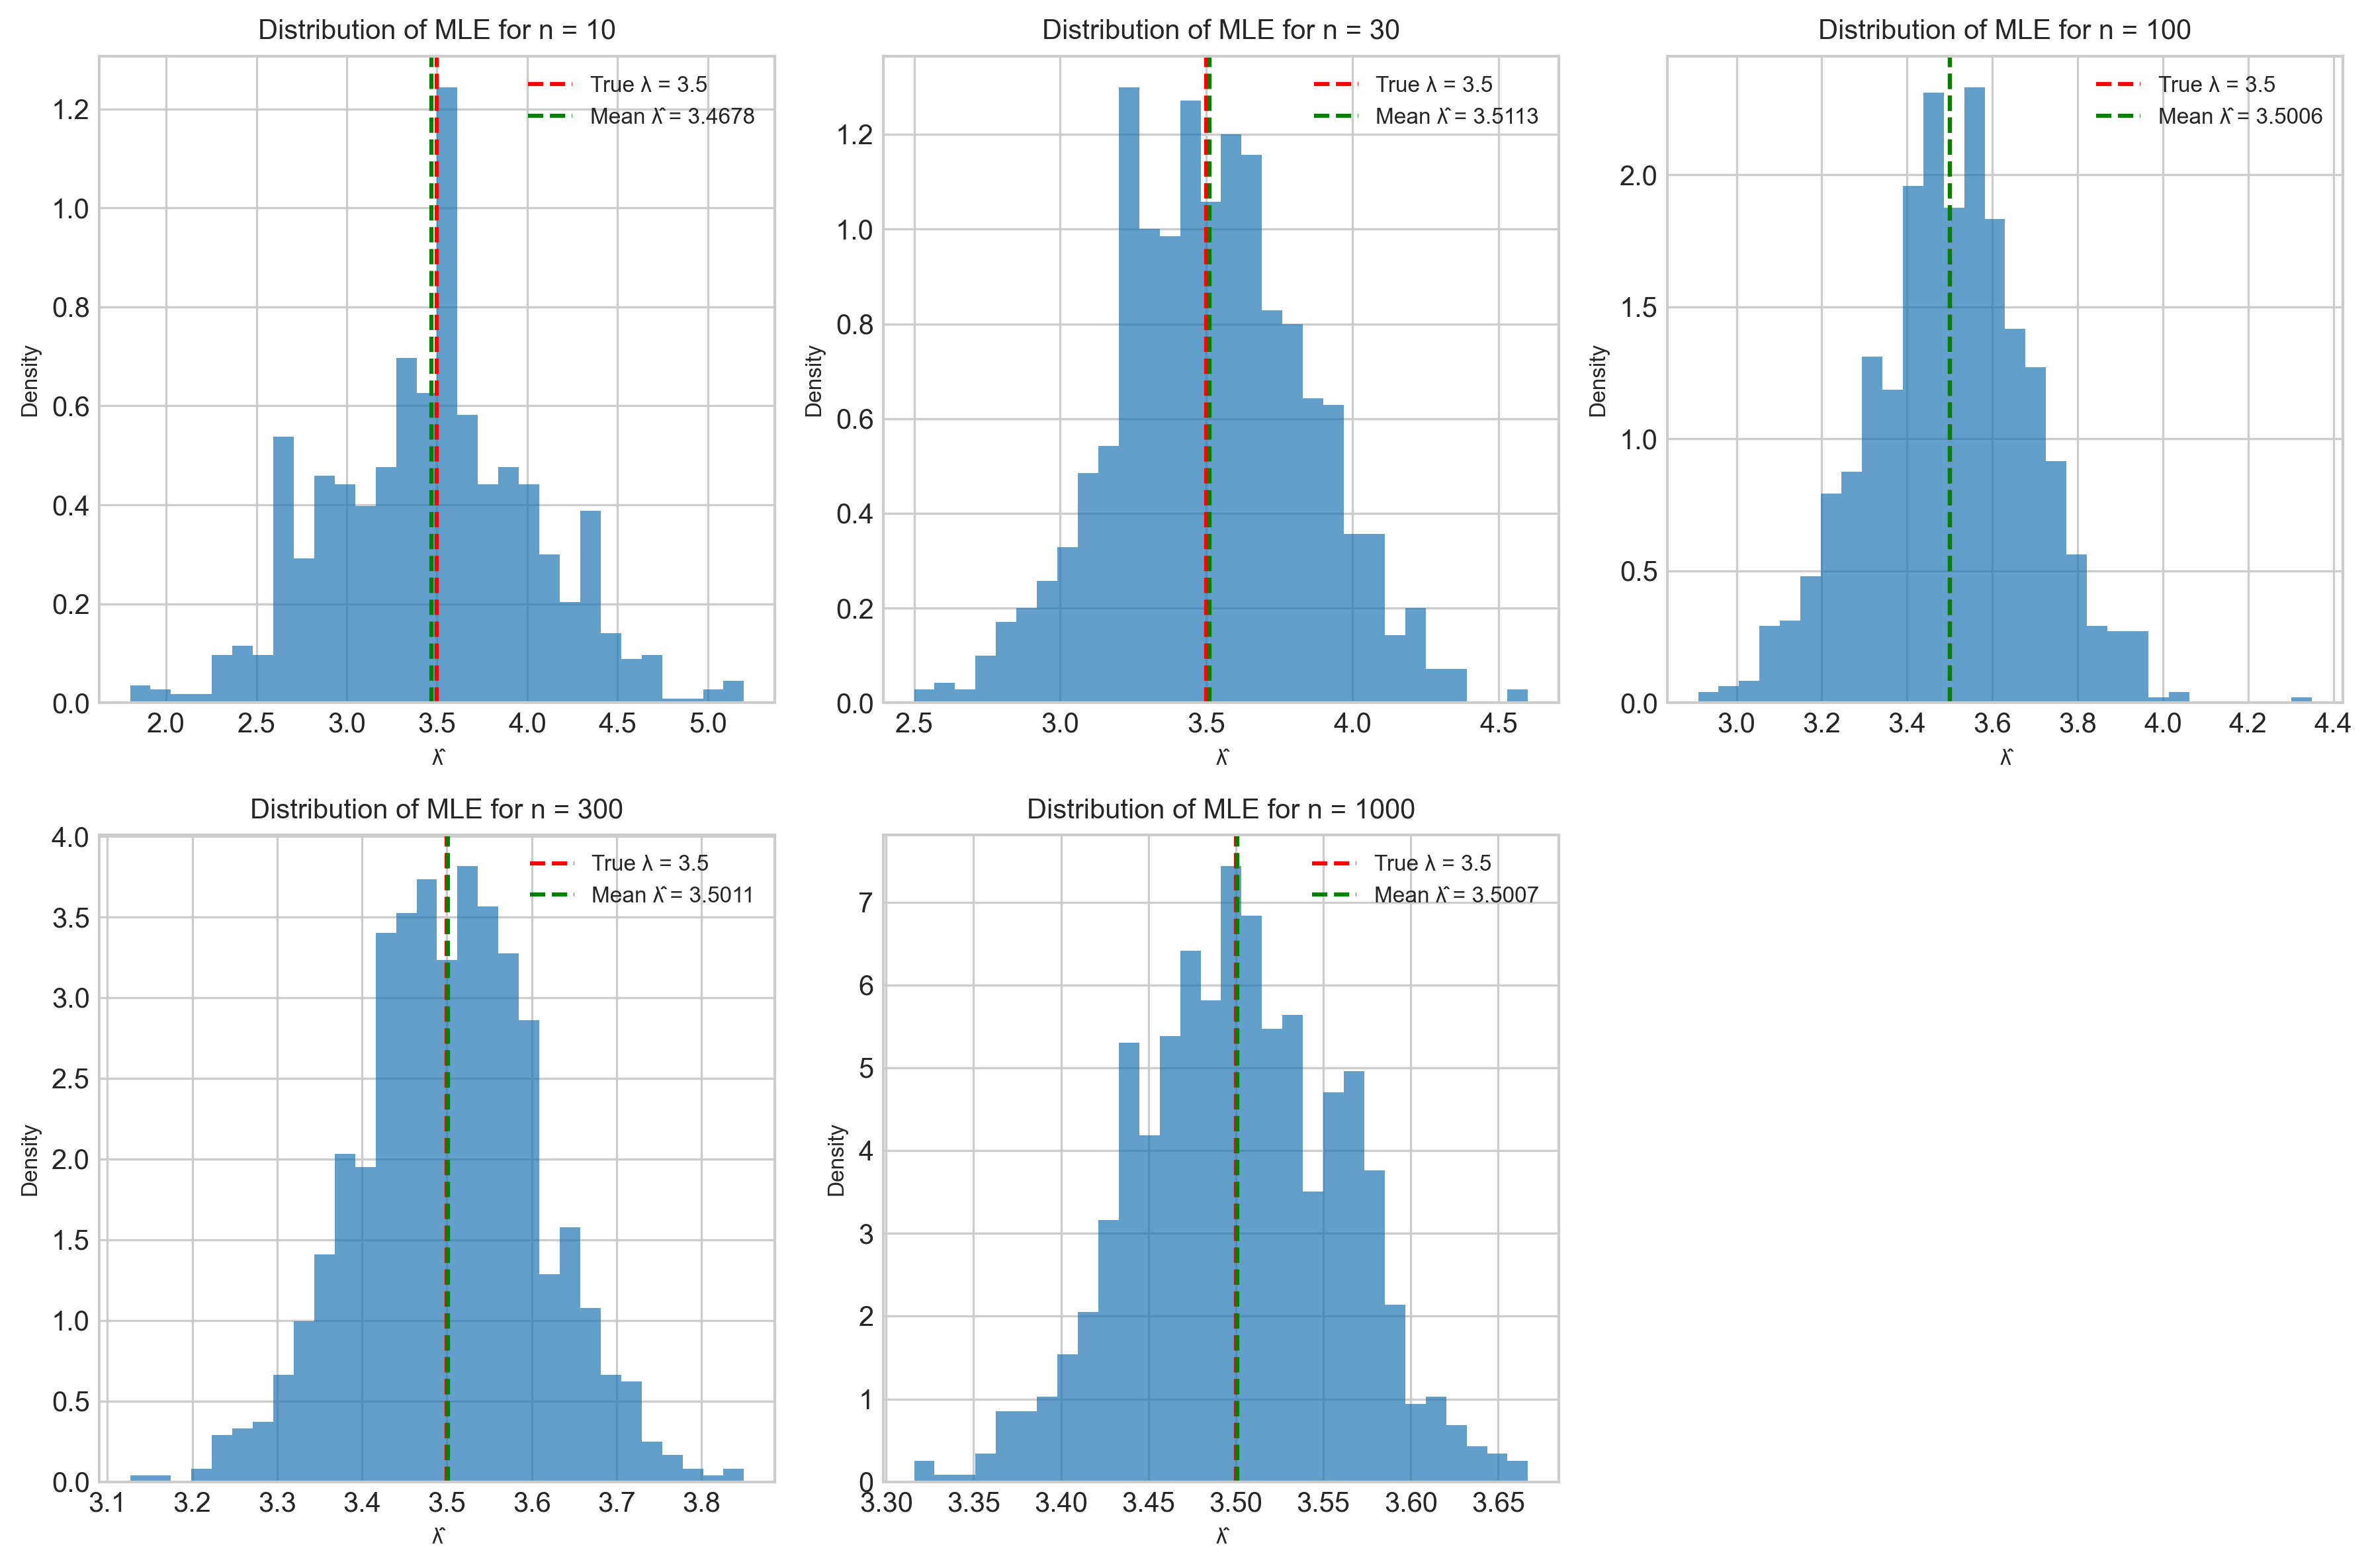 Distribution of MLE for n = 10
True λ = 3.5
Mean λ̂ = 3.4678
Density
1.2
1.0
0.8
0.6
0.4
0.2
0.0
2.0 2.5 3.0 3.5 4.0 4.5 5.0
λ̂
Distribution of MLE for n = 30
True λ = 3.5
Mean λ̂ = 3.5113
Density
1.2
1.0
0.8
0.6
0.4
0.2
0.0
2.5 3.0 3.5 4.0 4.5
λ̂
Distribution of MLE for n = 100
True λ = 3.5
Mean λ̂ = 3.5006
Density
2.0
1.5
1.0
0.5
0.0
3.0 3.2 3.4 3.6 3.8 4.0 4.2 4.4
λ̂
Distribution of MLE for n = 300
True λ = 3.5
Mean λ̂ = 3.5011
Density
4.0
3.5
3.0
2.5
2.0
1.5
1.0
0.5
0.0
3.1 3.2 3.3 3.4 3.5 3.6 3.7 3.8
λ̂
Distribution of MLE for n = 1000
True λ = 3.5
Mean λ̂ = 3.5007
Density
7
6
5
4
3
2
1
0
3.30 3.35 3.40 3.45 3.50 3.55 3.60 3.65
λ̂